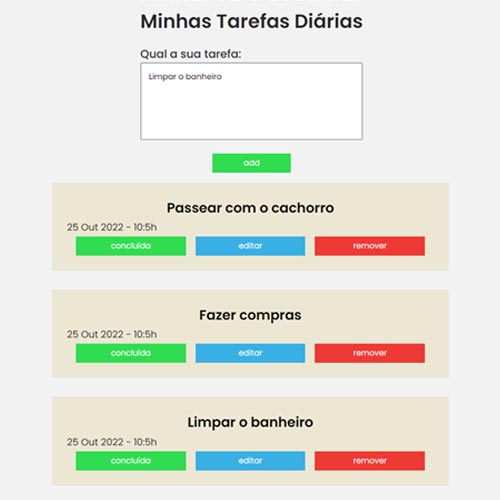 Minhas Tarefas Diárias
Qual a sua tarefa:
Limpar o banheiro
add
Passear com o cachorro
25 Out 2022 - 10:5h
concluída editar remover
Fazer compras
25 Out 2022 - 10:5h
concluída editar remover
Limpar o banheiro
25 Out 2022 - 10:5h
concluída editar remover